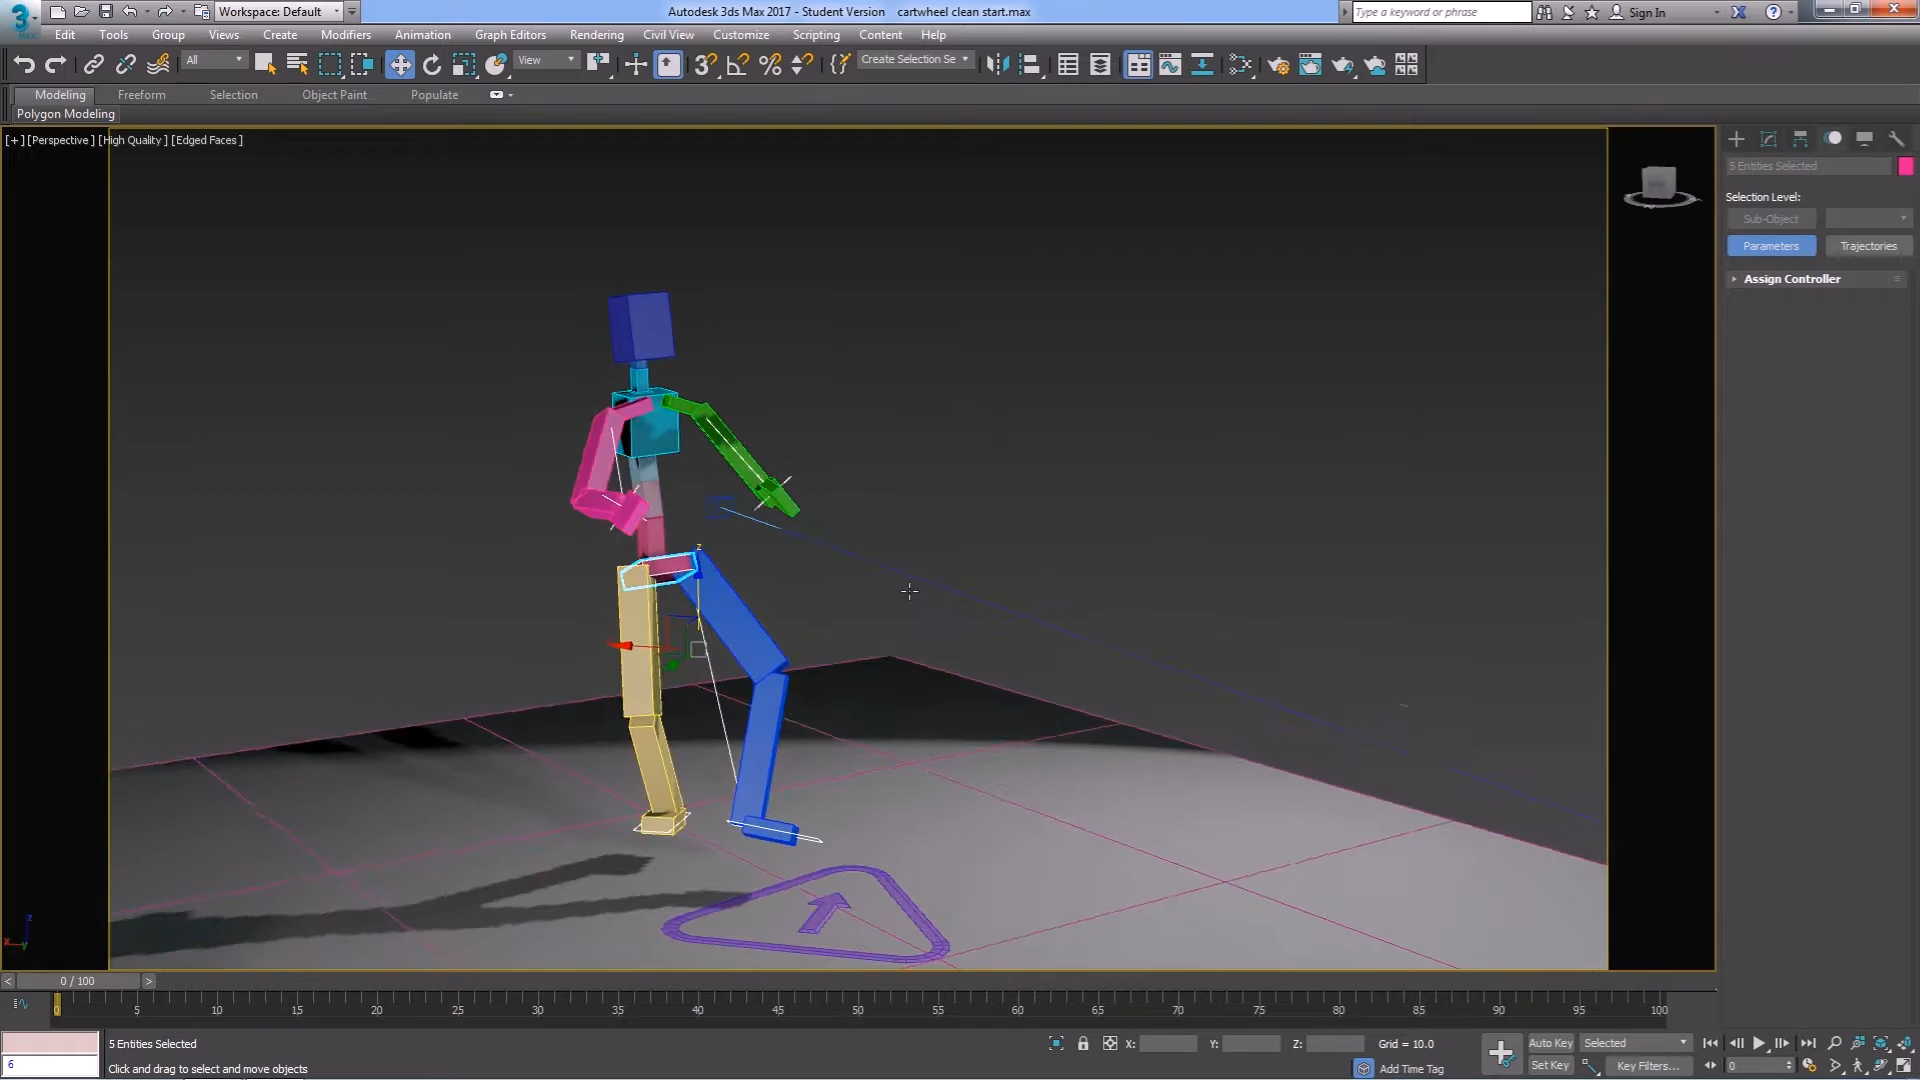 3 Workspace: Default Autodesk 3ds Max 2017 - Student Version cartwheel clean start.max Type a keyword or phrase Sign In
MAX
Edit Tools Group Views Create Modifiers Animation Graph Editors Rendering Civil View Customize Scripting Content Help
All View 3 % Create Selection Se
Modeling Freeform Selection Object Paint Populate
Polygon Modeling
[+] [Perspective ] [High Quality ] [Edged Faces ]
5 Entities Selected
Selection Level:
Sub-Object
Parameters Trajectories
Assign Controller
z
z
x y
< 0 / 100 >
0 5 10 15 20 25 30 35 40 45 50 55 60 65 70 75 80 85 90 95 100
5 Entities Selected X: Y: Z: Grid = 10.0 Auto Key Selected
6 Click and drag to select and move objects Add Time Tag Set Key Key Filters... 0